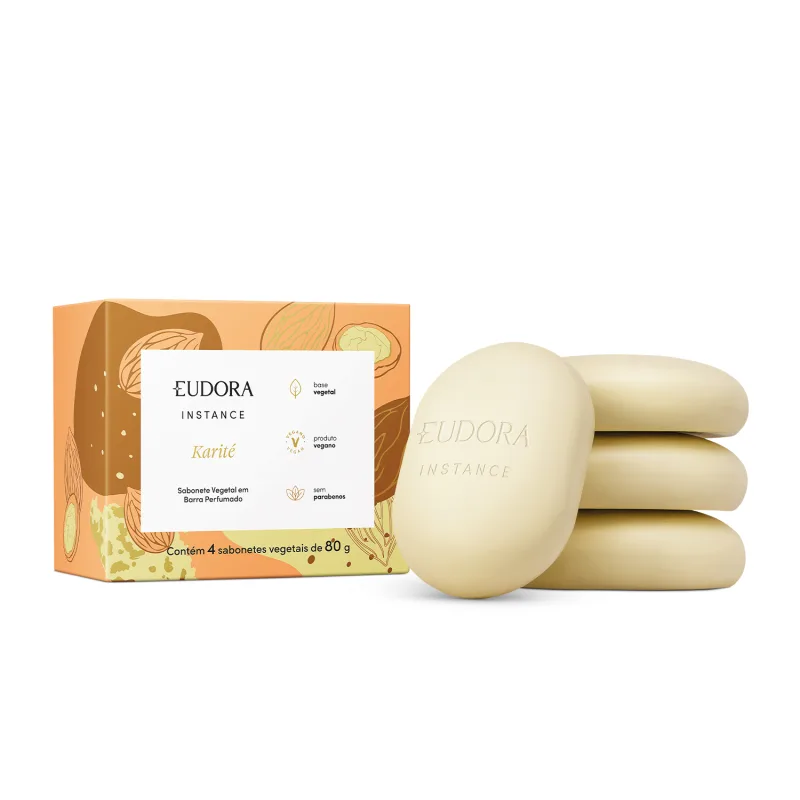 EUDORA
INSTANCE
Karité
Sabonete Vegetal em
Barra Perfumado
base
vegetal
VEGANO
VEGAN
produto
vegano
sem
parabenos
Contém 4 sabonetes vegetais de 80 g
EUDORA
INSTANCE